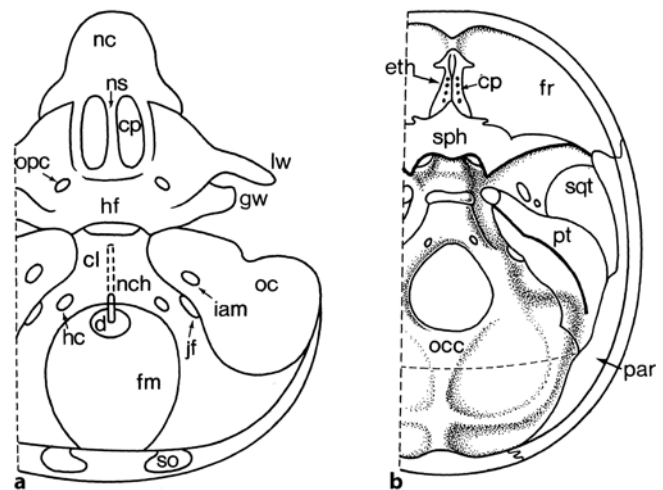 nc
ns
cp
opc
lw
gw
hf
cl
nch
oc
iam
hc
d
jf
fm
so
a
eth
cp
fr
sph
sqt
pt
occ
par
b